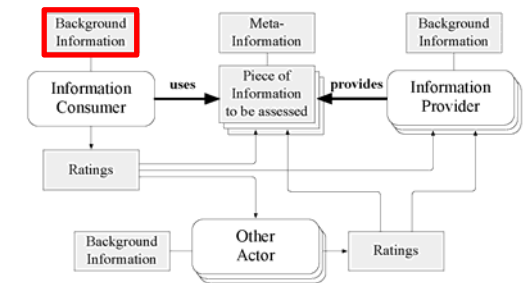 Background
Information
Meta-
Information
Background
Information
Information
Consumer
uses
Piece of
Information
to be assessed
provides
Information
Provider
Ratings
Background
Information
Other
Actor
Ratings